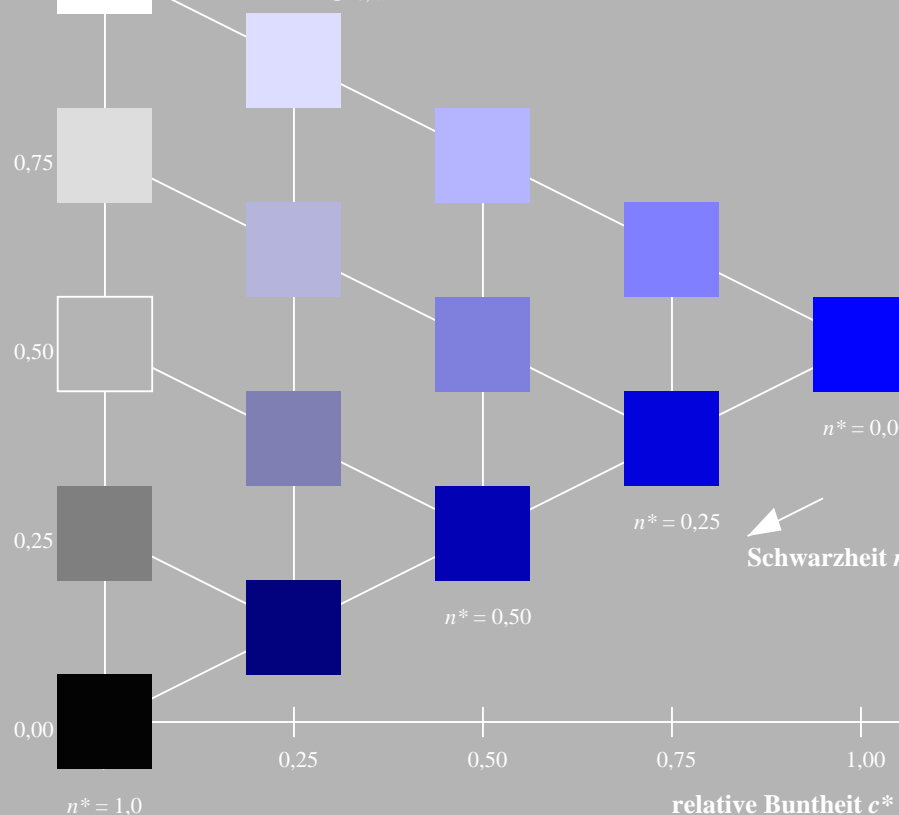 0,75
0,50
n* = 0,0
0,25
n* = 0,25
Schwarzheit n
n* = 0,50
0,00
0,25
0,50
0,75
1,00
n* = 1,0
relative Buntheit c*